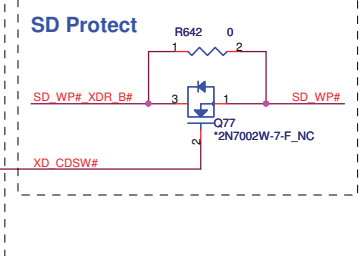 SD Protect
R642 0
1 2
SD_WP#_XDR_B# 3 1 SD_WP#
Q77
*2N7002W-7-F_NC
2
XD_CDSW#